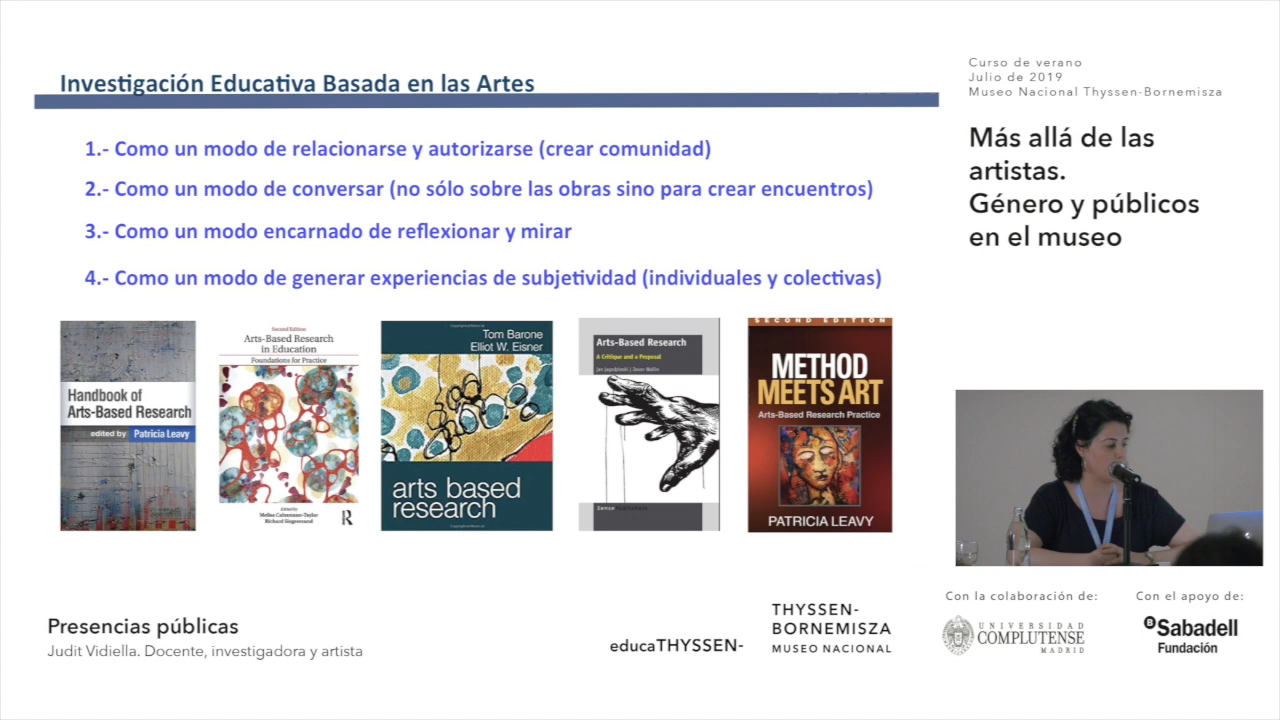 Investigación Educativa Basada en las Artes
1.- Como un modo de relacionarse y autorizarse (crear comunidad)
2.- Como un modo de conversar (no sólo sobre las obras sino para crear encuentros)
3.- Como un modo encarnado de reflexionar y mirar
4.- Como un modo de generar experiencias de subjetividad (individuales y colectivas)
Handbook of
Arts-Based Research
edited by Patricia Leavy
Second Edition
Arts-Based Research
in Education
Foundations for Practice
Edited by
Richard Siegesmund
R
Tom Barone
Elliot W. Eisner
arts based
research
Arts-Based Research
A Critique and a Proposal
jan jagodzinski | Jason Wallin
Sense
SECOND EDITION
METHOD
MEETS ART
Arts-Based Research Practice
PATRICIA LEAVY
Curso de verano
Julio de 2019
Museo Nacional Thyssen-Bornemisza
Más allá de las
artistas.
Género y públicos
en el museo
Presencias públicas
Judit Vidiella. Docente, investigadora y artista
educaTHYSSEN-
THYSSEN-
BORNEMISZA
MUSEO NACIONAL
Con la colaboración de:
UNIVERSIDAD
COMPLUTENSE
MADRID
Con el apoyo de:
B Sabadell
Fundación